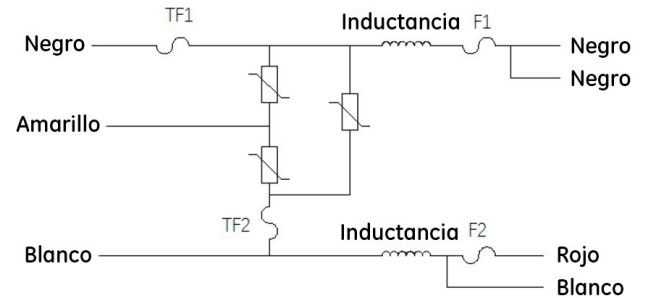 TF1
Inductancia F1
Negro
Negro
Negro
Amarillo
TF2
Inductancia F2
Blanco
Rojo
Blanco